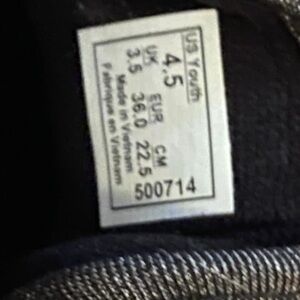 US Youth
4.5
UK EUR CM
3.5 36.0 22.5
Made in Vietnam
Fabriqué en Vietnam
500714